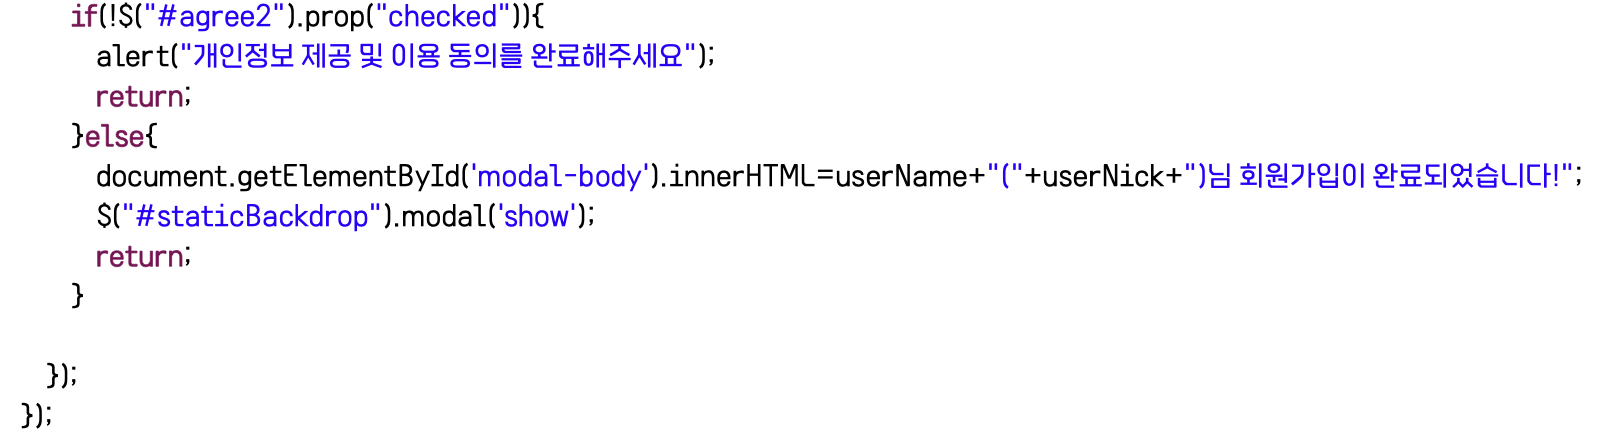 if(!$("#agree2").prop("checked")){
alert("개인정보 제공 및 이용 동의를 완료해주세요");
return;
}else{
document.getElementById('modal-body').innerHTML=userName+"("+userNick+")님 회원가입이 완료되었습니다!";
$("#staticBackdrop").modal('show');
return;
}
});
});